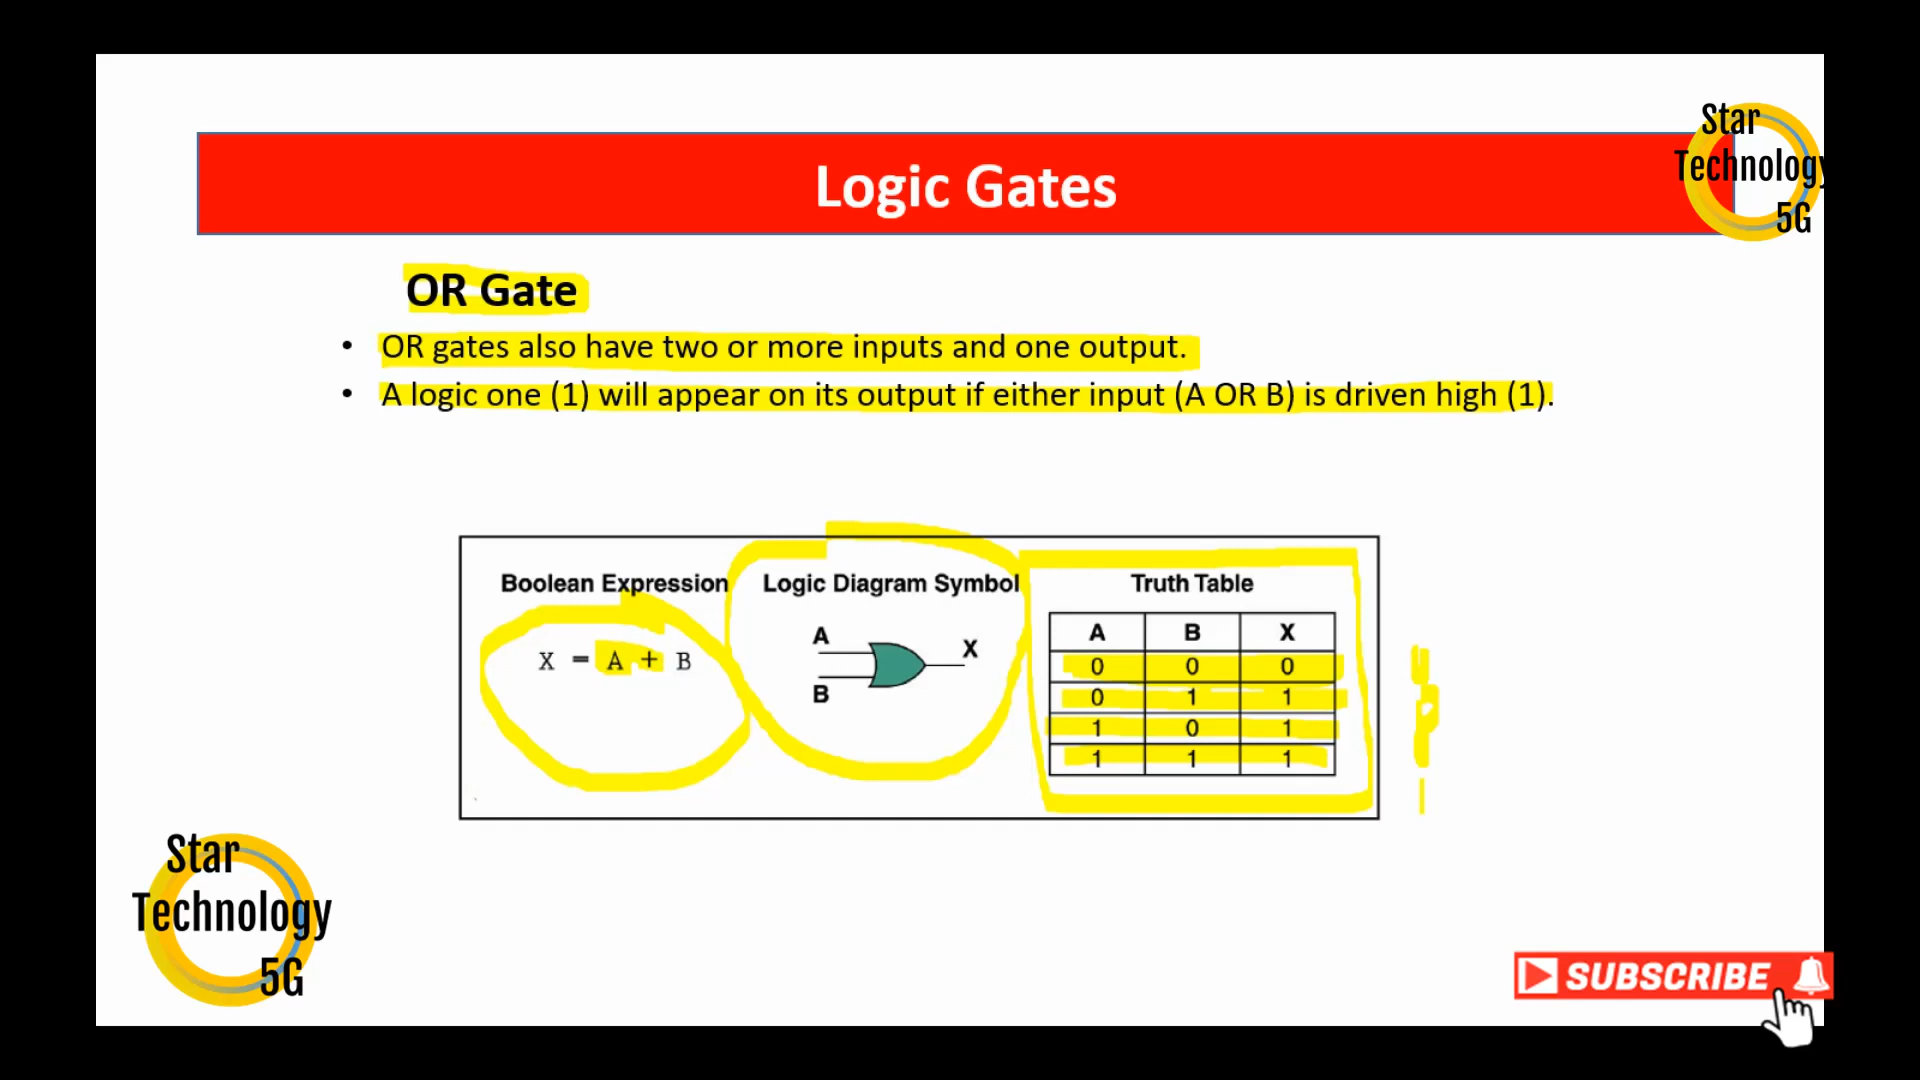 Star
Technology
5G
Logic Gates
OR Gate
• OR gates also have two or more inputs and one output.
• A logic one (1) will appear on its output if either input (A OR B) is driven high (1).
Boolean Expression
X = A + B
Logic Diagram Symbol
A
B
X
Truth Table
A B X
0 0 0
0 1 1
1 0 1
1 1 1
Star
Technology
5G
SUBSCRIBE